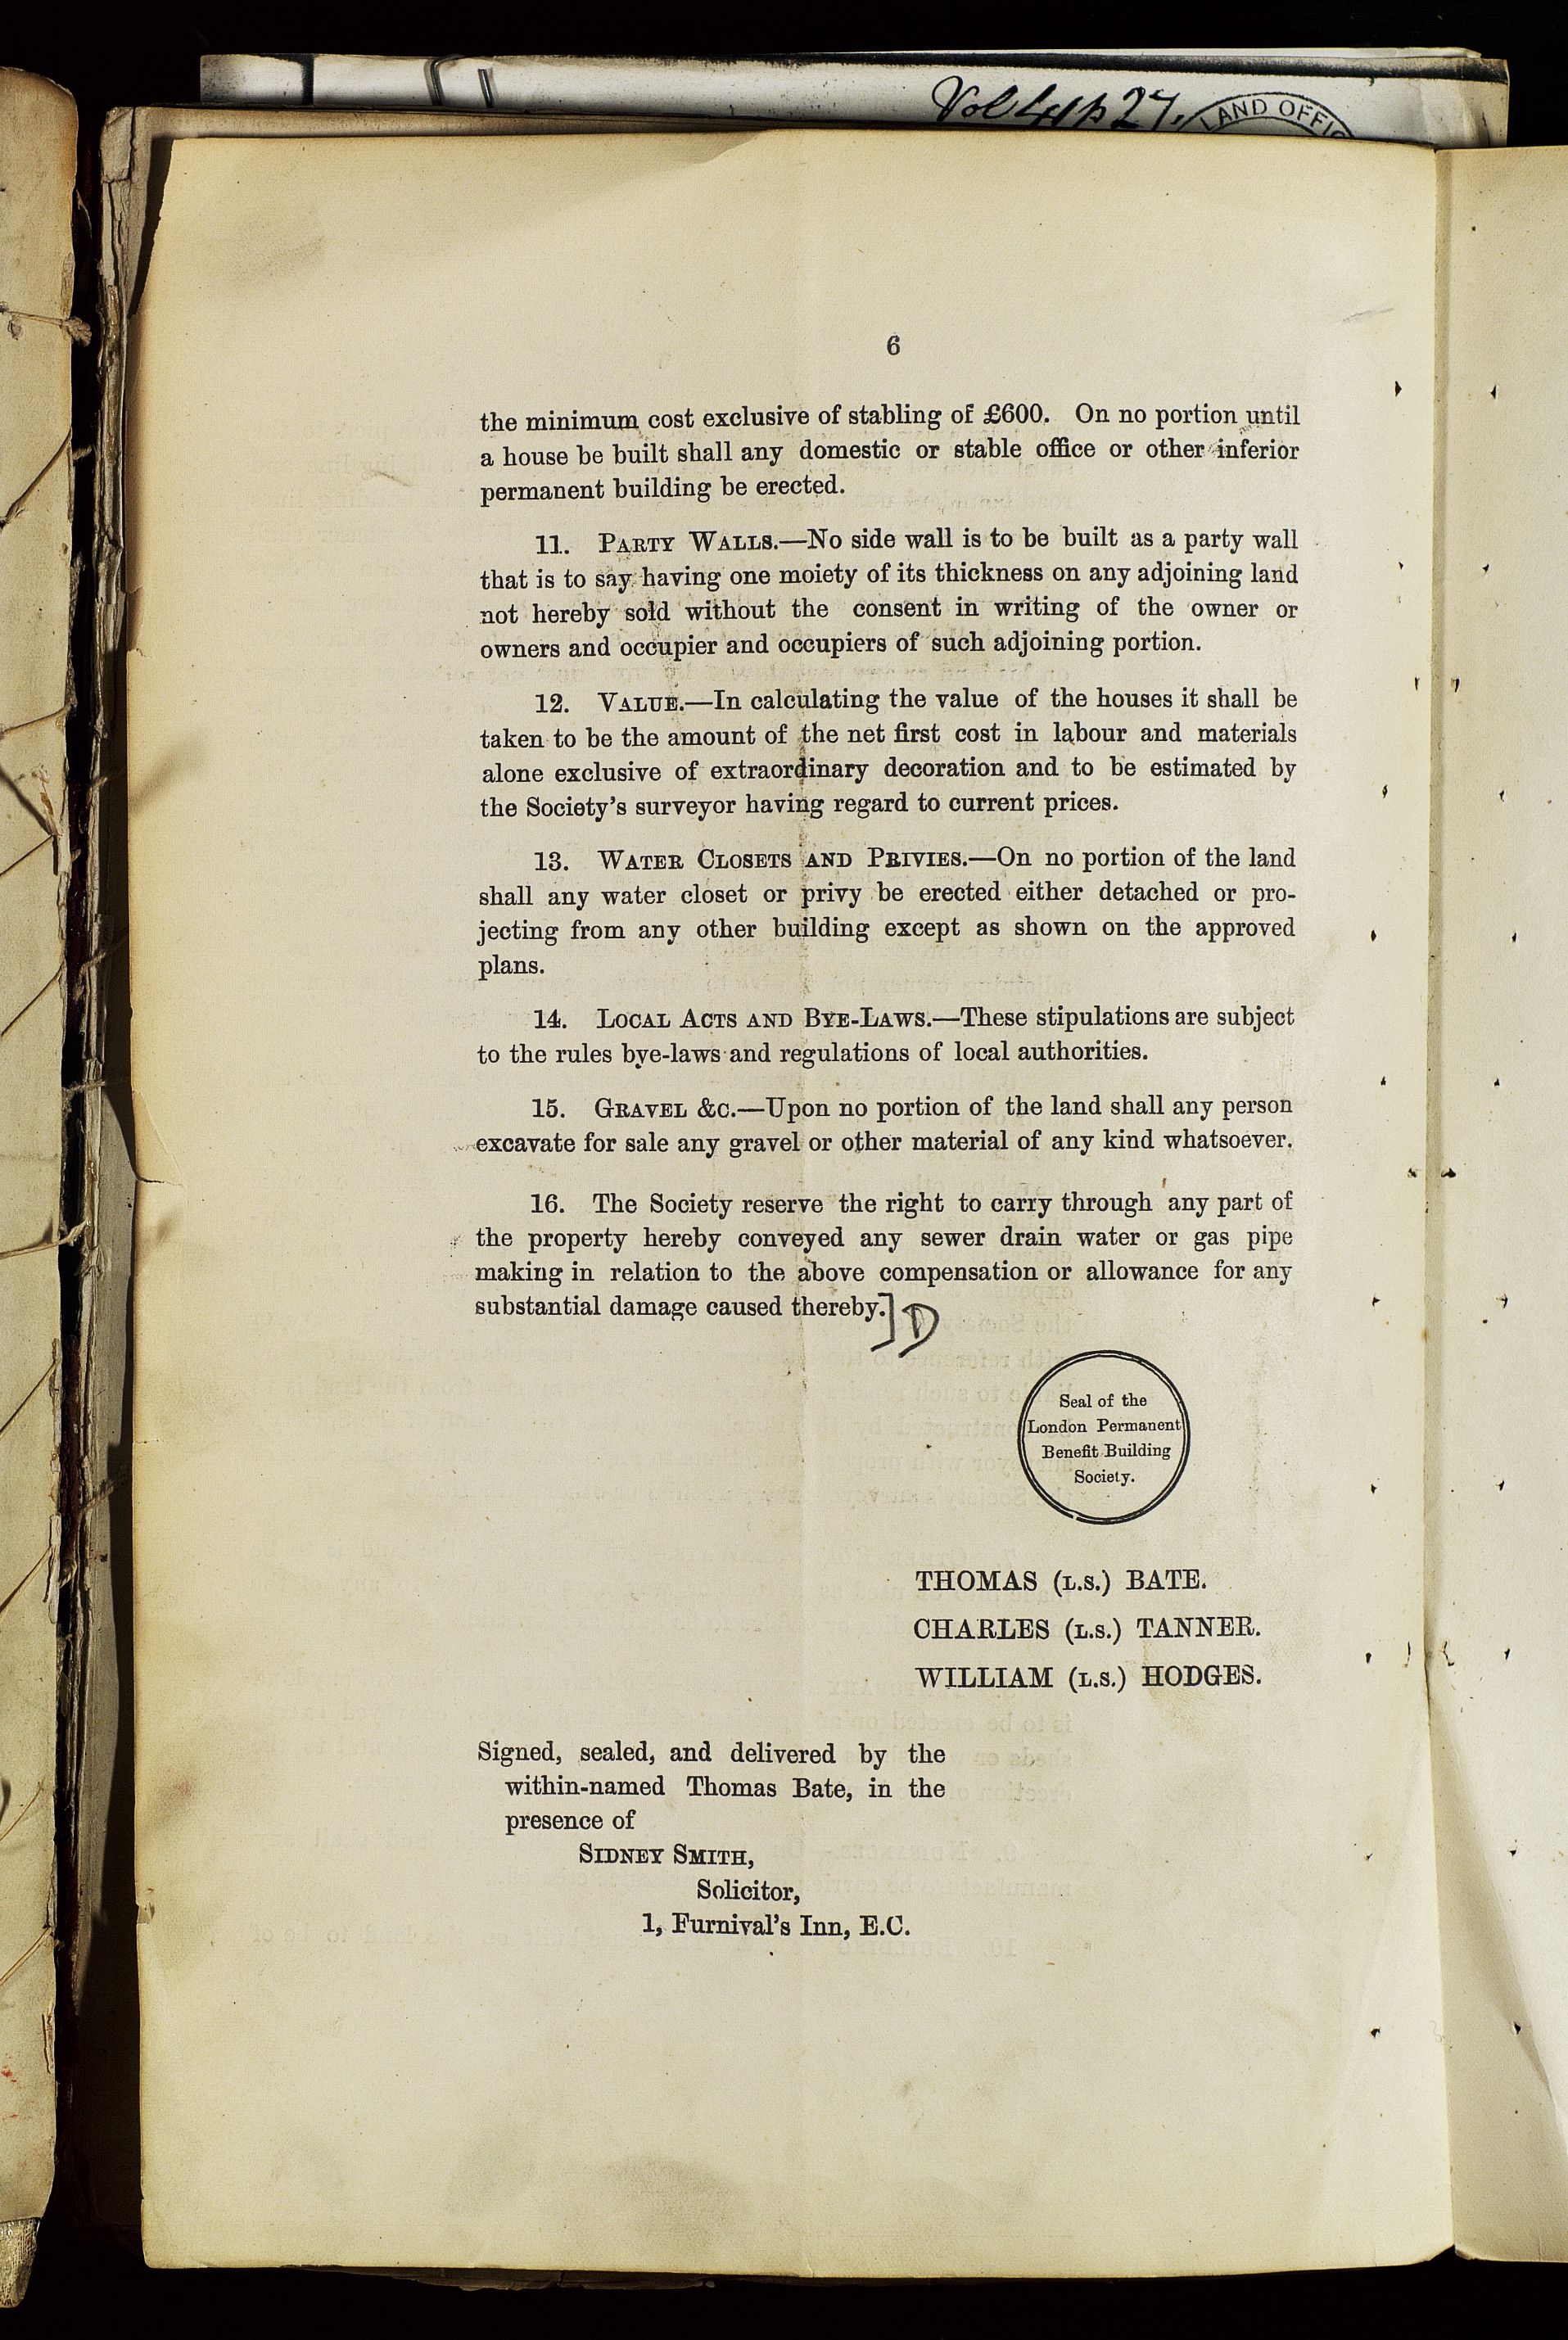 LAND OFFIC
6
the minimum cost exclusive of stabling of £600. On no portion until
a house be built shall any domestic or stable office or other inferior
permanent building be erected.
11. PARTY WALLS.—No side wall is to be built as a party wall
that is to say having one moiety of its thickness on any adjoining land
not hereby sold without the consent in writing of the owner or
owners and occupier and occupiers of such adjoining portion.
12. VALUE.—In calculating the value of the houses it shall be
taken to be the amount of the net first cost in labour and materials
alone exclusive of extraordinary decoration and to be estimated by
the Society's surveyor having regard to current prices.
13. WATER CLOSETS AND PRIVIES.—On no portion of the land
shall any water closet or privy be erected either detached or pro-
jecting from any other building except as shown on the approved
plans.
14. LOCAL ACTS AND BYE-LAWS.—These stipulations are subject
to the rules bye-laws and regulations of local authorities.
15. GRAVEL &C.—Upon no portion of the land shall any person
excavate for sale any gravel or other material of any kind whatsoever.
16. The Society reserve the right to carry through any part of
the property hereby conveyed any sewer drain water or gas pipe
making in relation to the above compensation or allowance for any
substantial damage caused thereby.] D
Seal of the
London Permanent
Benefit Building
Society.
THOMAS (L.S.) BATE.
CHARLES (L.S.) TANNER.
WILLIAM (L.S.) HODGES.
Signed, sealed, and delivered by the
within-named Thomas Bate, in the
presence of
SIDNEY SMITH,
Solicitor,
1, Furnival's Inn, E.C.